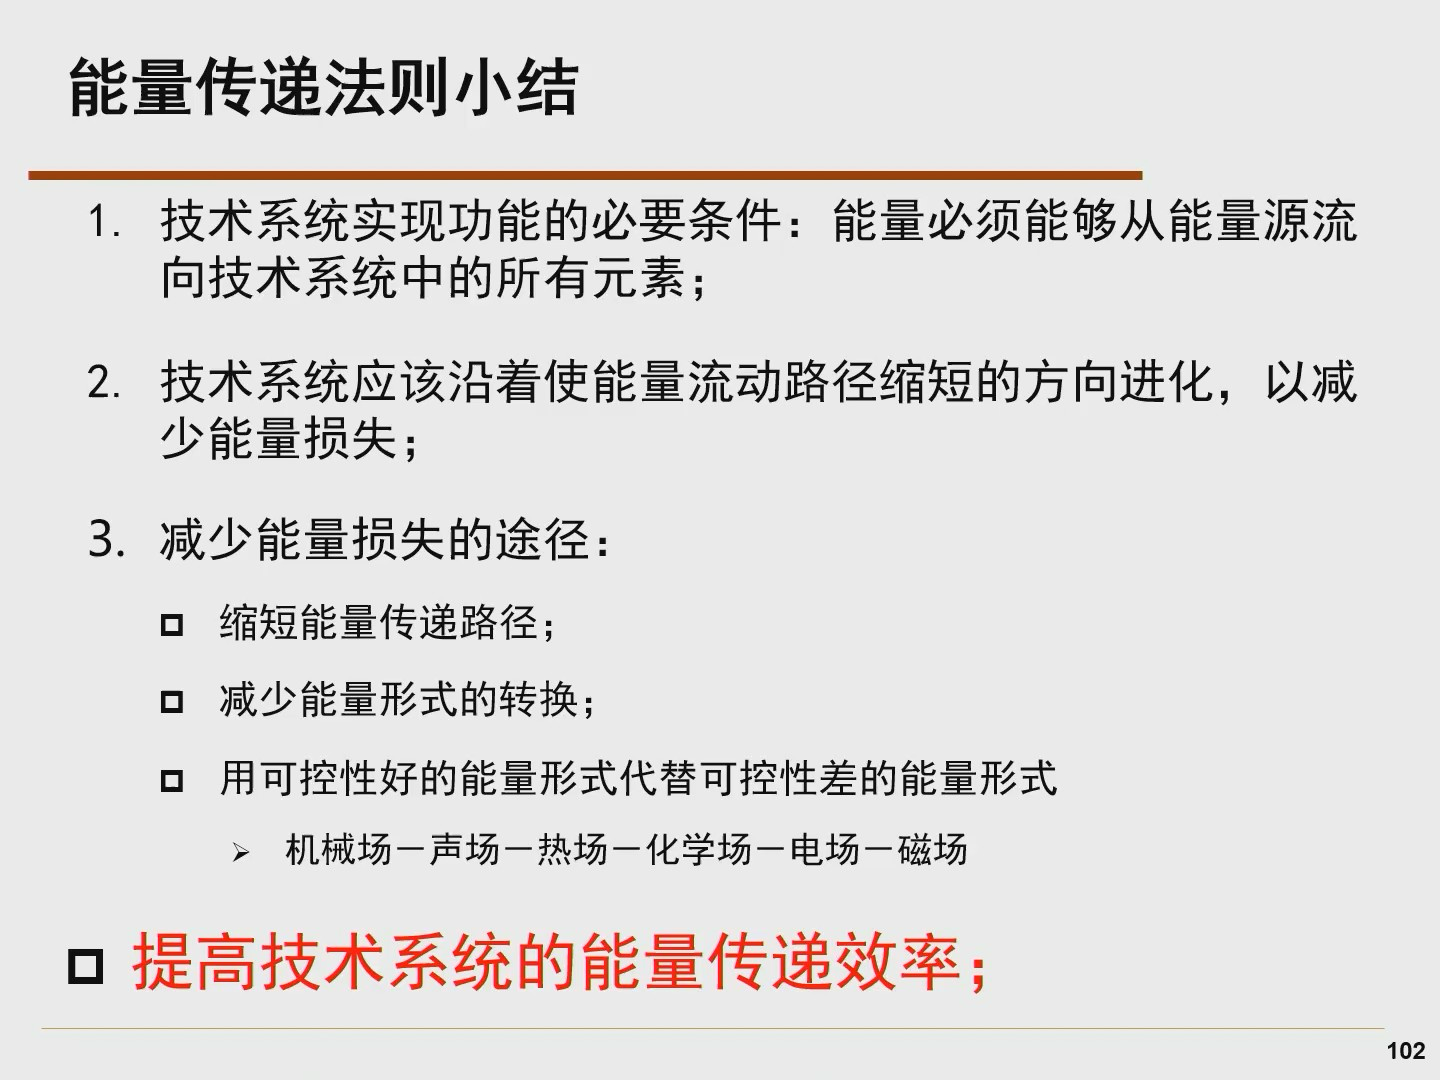 能量传递法则小结
1. 技术系统实现功能的必要条件：能量必须能够从能量源流
向技术系统中的所有元素；
2. 技术系统应该沿着使能量流动路径缩短的方向进化，以减
少能量损失；
3. 减少能量损失的途径：
缩短能量传递路径；
减少能量形式的转换；
用可控性好的能量形式代替可控性差的能量形式
机械场－声场－热场－化学场－电场－磁场
提高技术系统的能量传递效率；
102